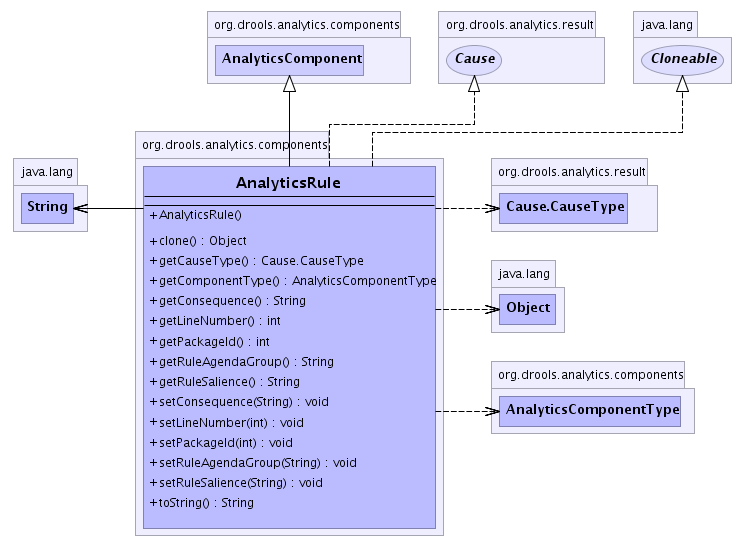 org.drools.analytics.components
AnalyticsComponent
org.drools.analytics.result
Cause
java.lang
Cloneable
java.lang
String
org.drools.analytics.components
AnalyticsRule
+ AnalyticsRule()
+ clone() : Object
+ getCauseType() : Cause.CauseType
+ getComponentType() : AnalyticsComponentType
+ getConsequence() : String
+ getLineNumber() : int
+ getPackageId() : int
+ getRuleAgendaGroup() : String
+ getRuleSalience() : String
+ setConsequence(String) : void
+ setLineNumber(int) : void
+ setPackageId(int) : void
+ setRuleAgendaGroup(String) : void
+ setRuleSalience(String) : void
+ toString() : String
org.drools.analytics.result
Cause.CauseType
java.lang
Object
org.drools.analytics.components
AnalyticsComponentType